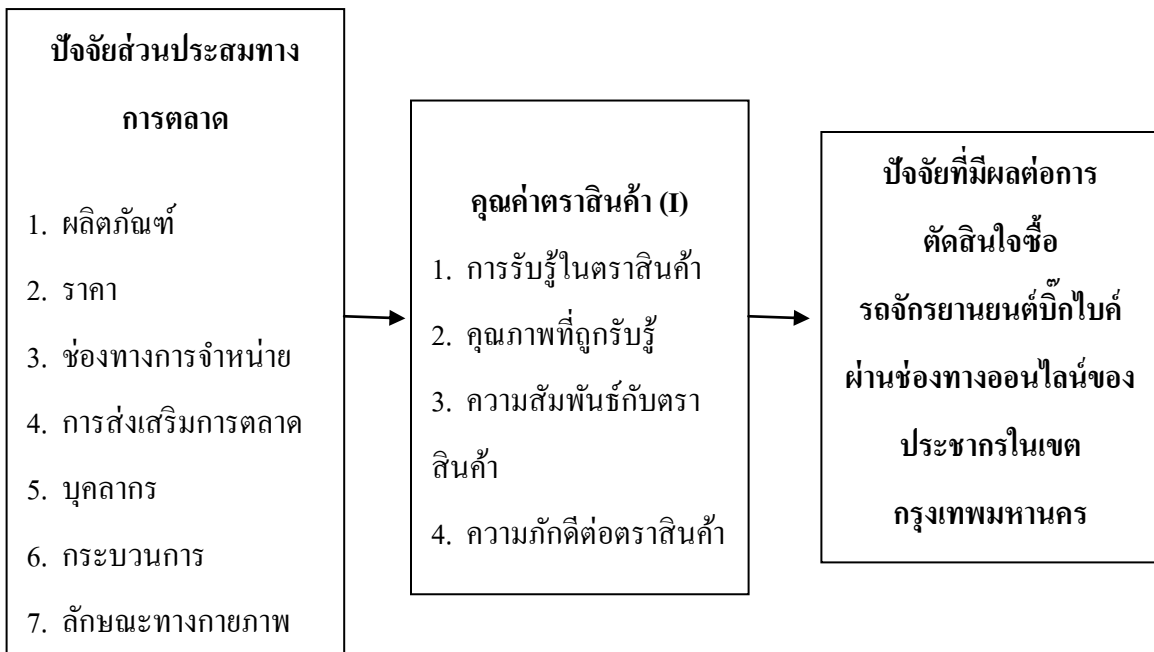 ปัจจัยส่วนประสมทาง
การตลาด
1. ผลิตภัณฑ์
2. ราคา
3. ช่องทางการจำหน่าย
4. การส่งเสริมการตลาด
5. บุคลากร
6. กระบวนการ
7. ลักษณะทางกายภาพ
คุณค่าตราสินค้า (I)
1. การรับรู้ในตราสินค้า
2. คุณภาพที่ถูกรับรู้
3. ความสัมพันธ์กับตรา
สินค้า
4. ความภักดีต่อตราสินค้า
ปัจจัยที่มีผลต่อการ
ตัดสินใจซื้อ
รถจักรยานยนต์บิ๊กไบค์
ผ่านช่องทางออนไลน์ของ
ประชากรในเขต
กรุงเทพมหานคร